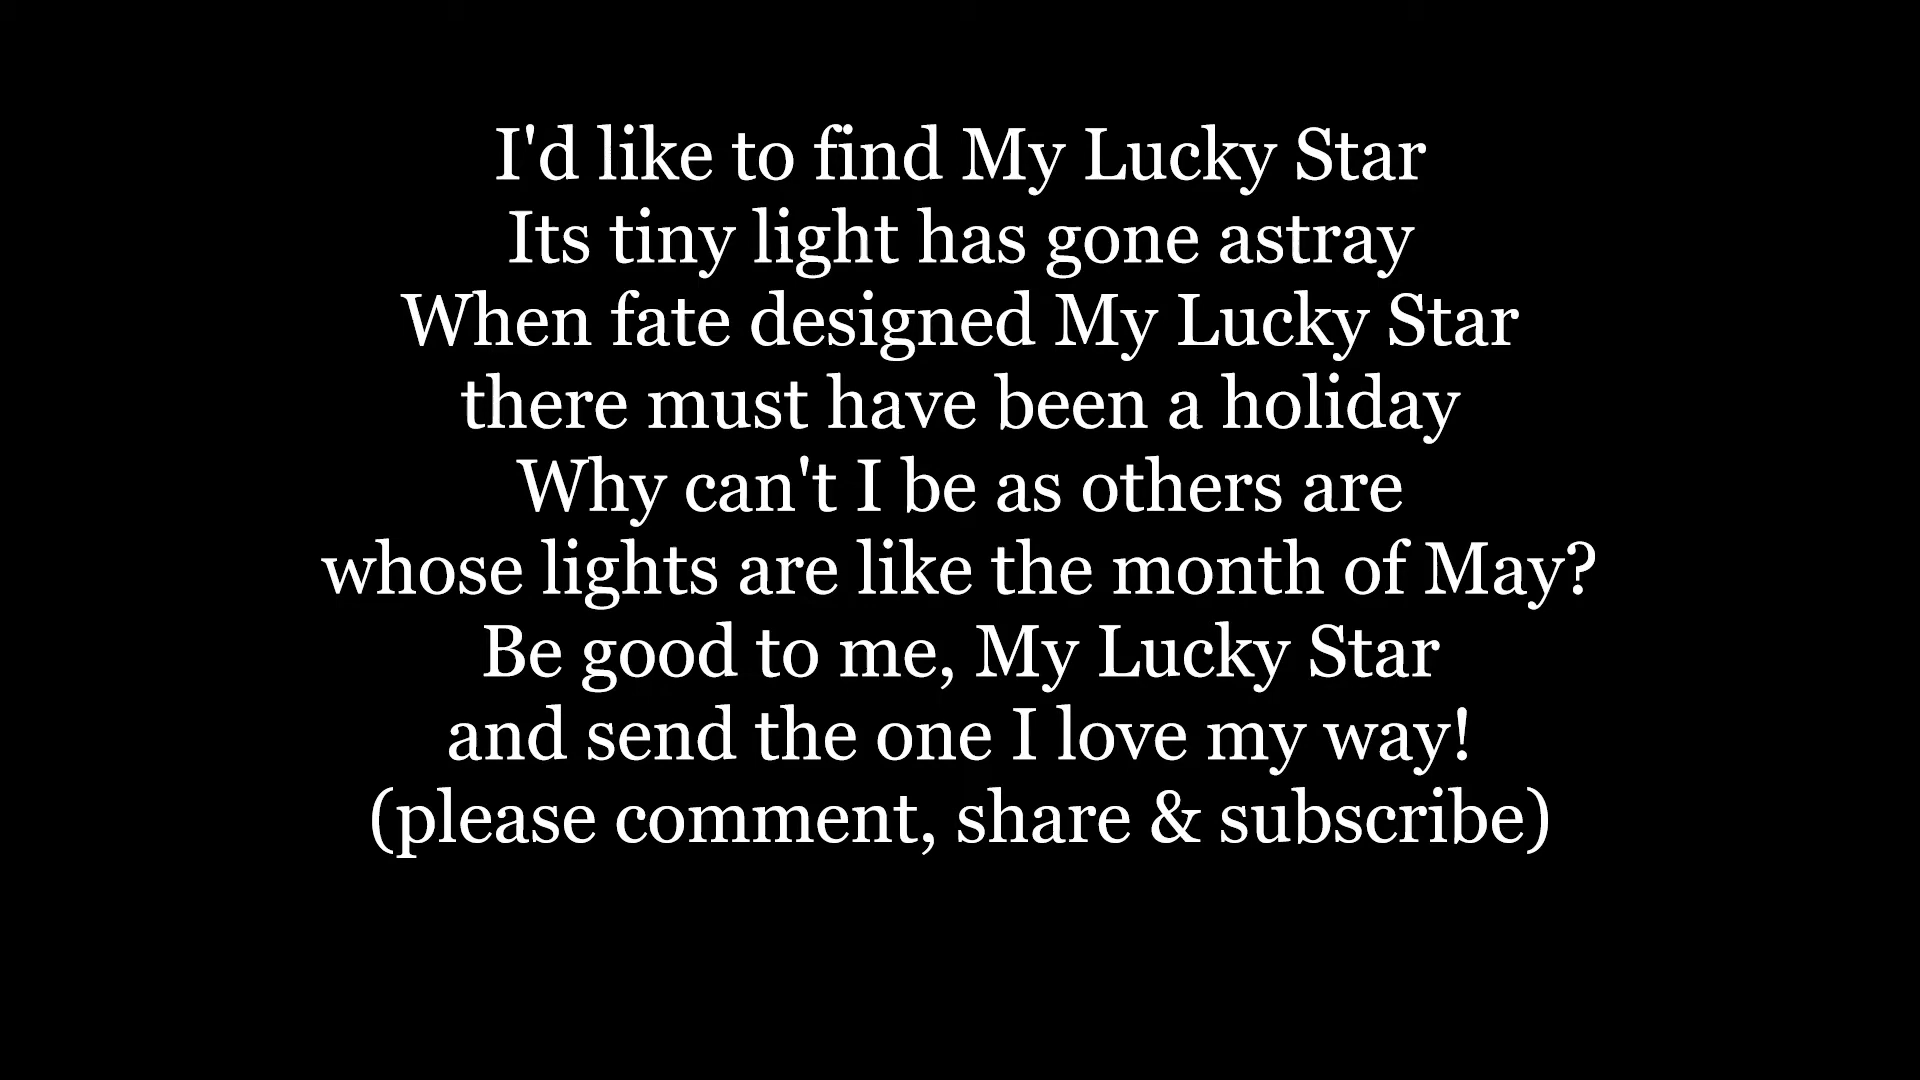 I'd like to find My Lucky Star
Its tiny light has gone astray
When fate designed My Lucky Star
there must have been a holiday
Why can't I be as others are
whose lights are like the month of May?
Be good to me, My Lucky Star
and send the one I love my way!
(please comment, share & subscribe)